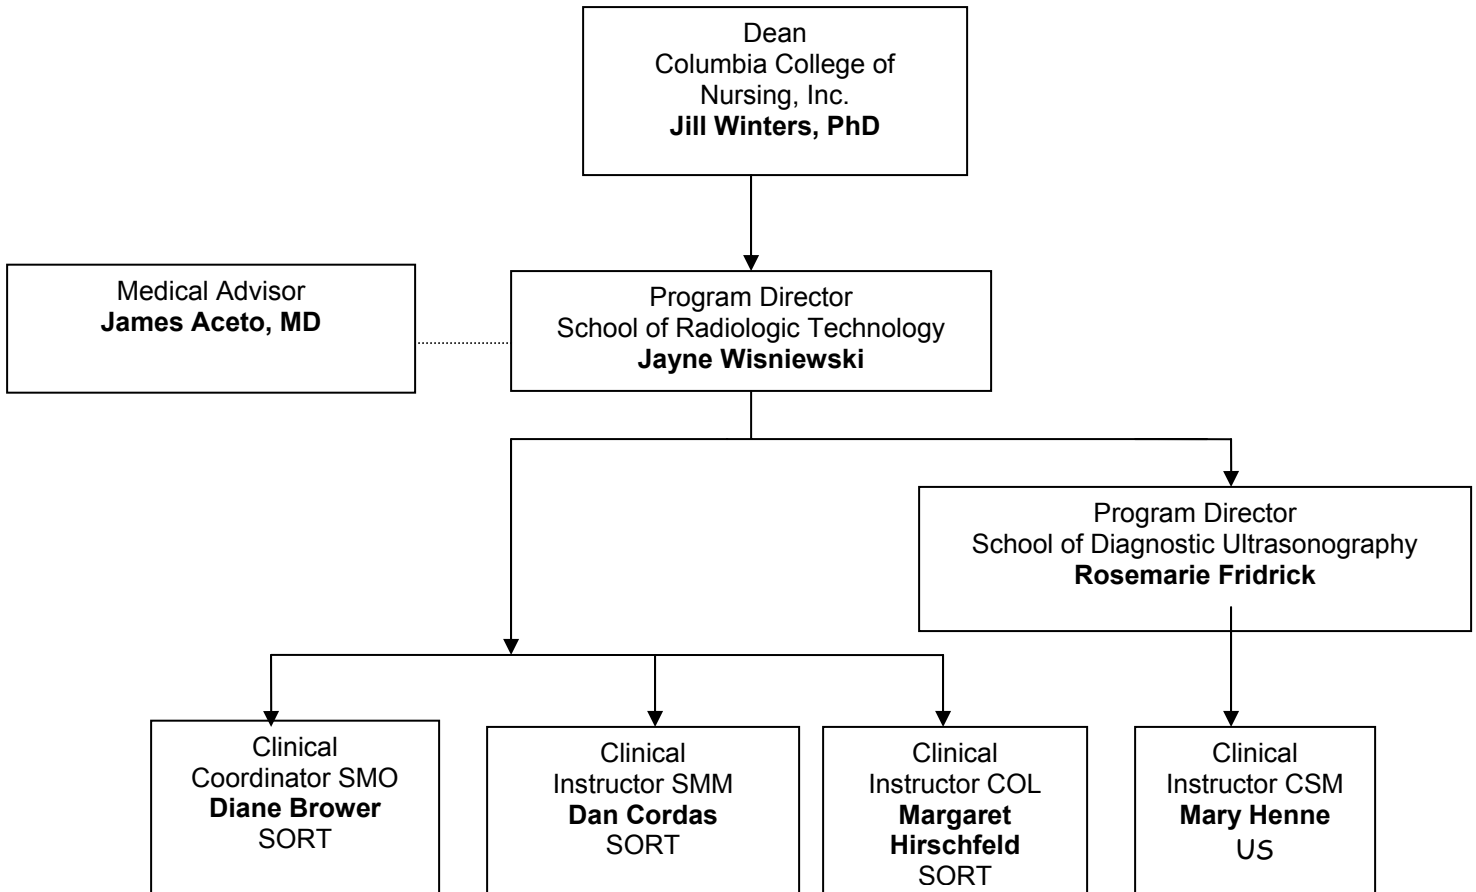 Dean
Columbia College of
Nursing, Inc.
Jill Winters, PhD
Medical Advisor
James Aceto, MD
Program Director
School of Radiologic Technology
Jayne Wisniewski
Program Director
School of Diagnostic Ultrasonography
Rosemarie Fridrick
Clinical
Coordinator SMO
Diane Brower
SORT
Clinical
Instructor SMM
Dan Cordas
SORT
Clinical
Instructor COL
Margaret
Hirschfeld
SORT
Clinical
Instructor CSM
Mary Henne
US